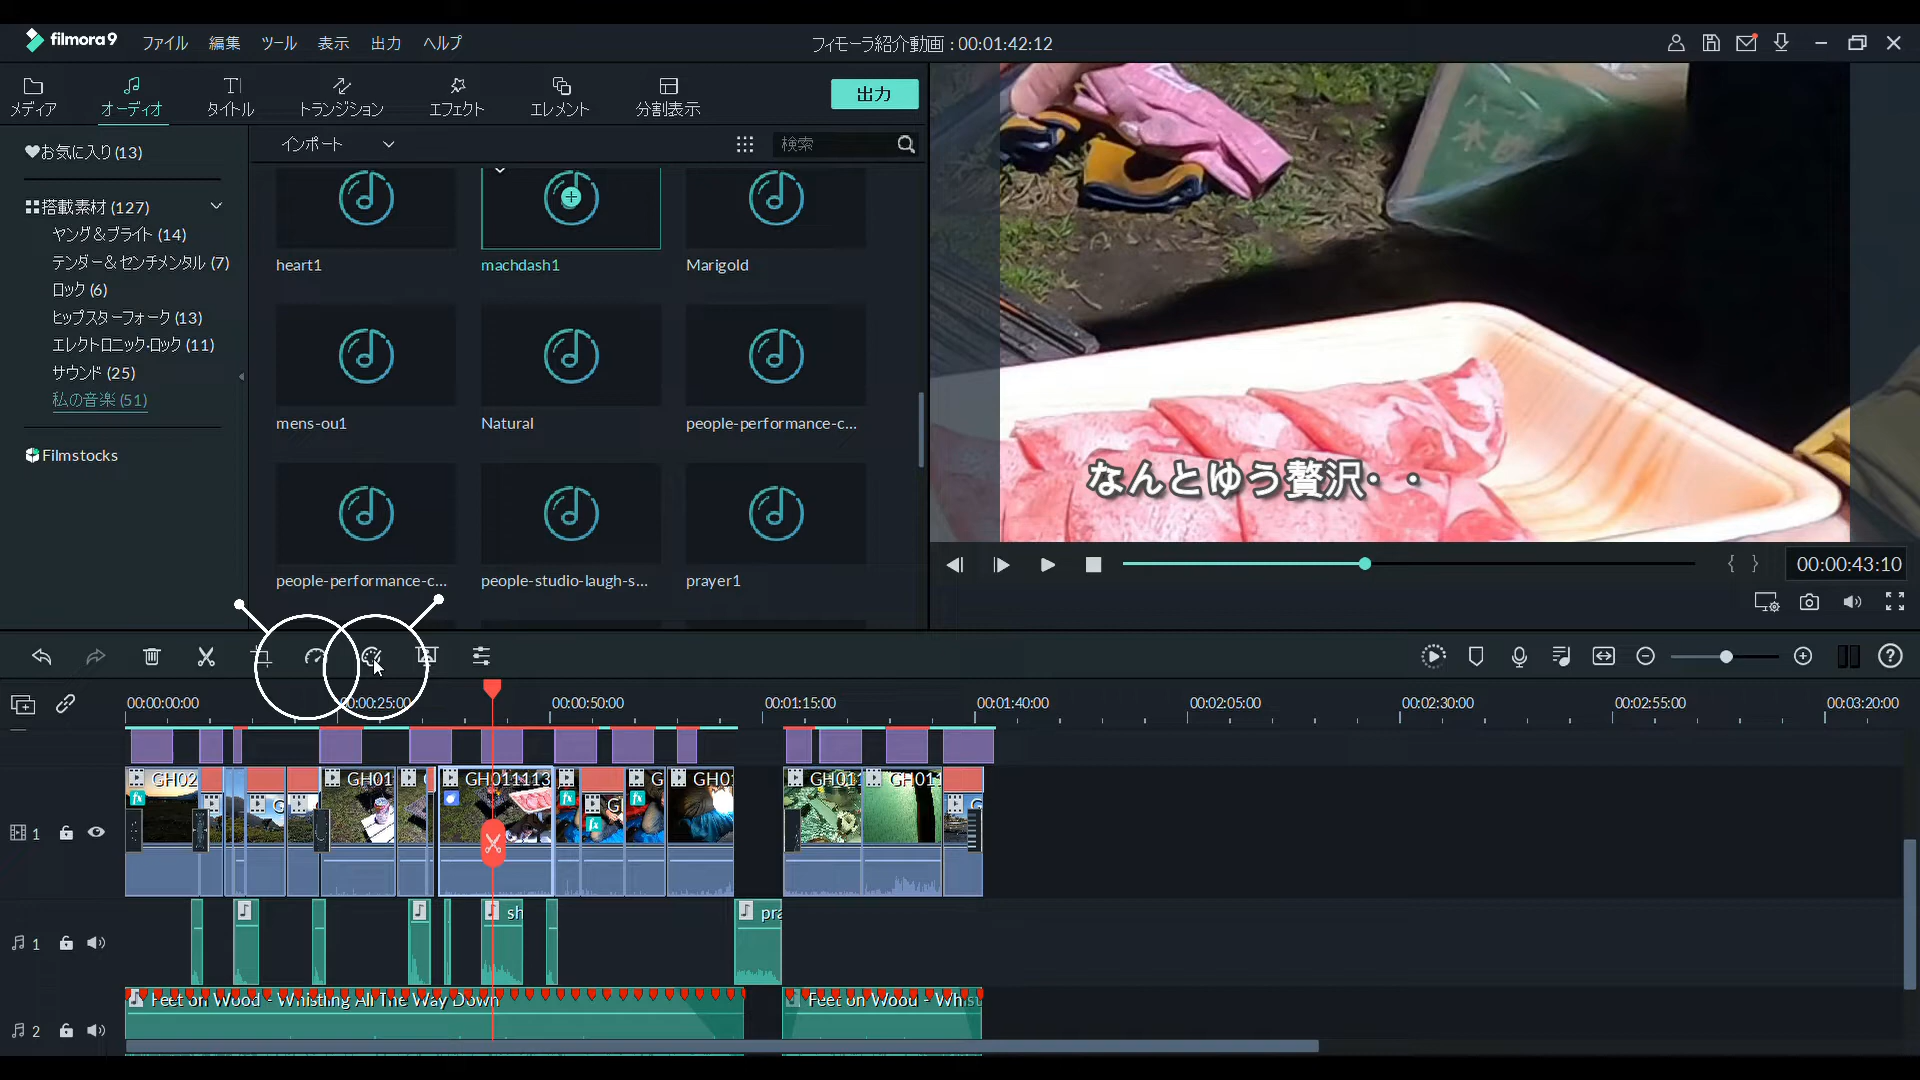 filmora9 ファイル 編集 ツール 表示 出力 ヘルプ フィモーラ紹介動画 : 00:01:42:12
メディア オーディオ タイトル トランジション エフェクト エレメント 分割表示 出力
お気に入り (13)
インポート 検索
搭載素材 (127)
ヤング&ブライト (14)
テンダー&センチメンタル (7)
ロック (6)
ヒップスターフォーク (13)
エレクトロニック・ロック (11)
サウンド (25)
私の音楽 (51)
Filmstocks
heart1 machdash1 Marigold
mens-ou1 Natural people-performance-c...
people-performance-c... people-studio-laugh-s... prayer1
なんとゆう贅沢・・
00:00:43:10
00:00:00:00 00:00:25:00 00:00:50:00 00:01:15:00 00:01:40:00 00:02:05:00 00:02:30:00 00:02:55:00 00:03:20:00
GH02 GH01 GH011113 G GH01 GH011 GH011
1
1 sh pra
Feet on Wood - Whistling All The Way Down Feet on Wood - Whis
2